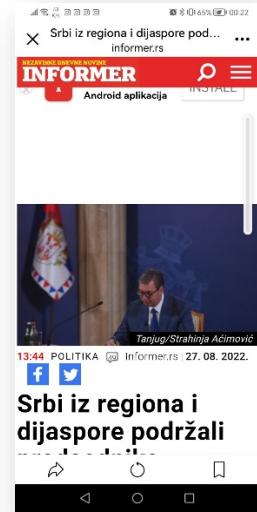 65%
00:22
Srbi iz regiona i dijaspore pod...
informer.rs
NEZAVISNE DNEVNE NOVINE
INFORMER
Android aplikacija
INSTALL
Tanjug/Strahinja Aćimović
13:44 POLITIKA Informer.rs 27. 08. 2022.
Srbi iz regiona i
dijaspore podržali